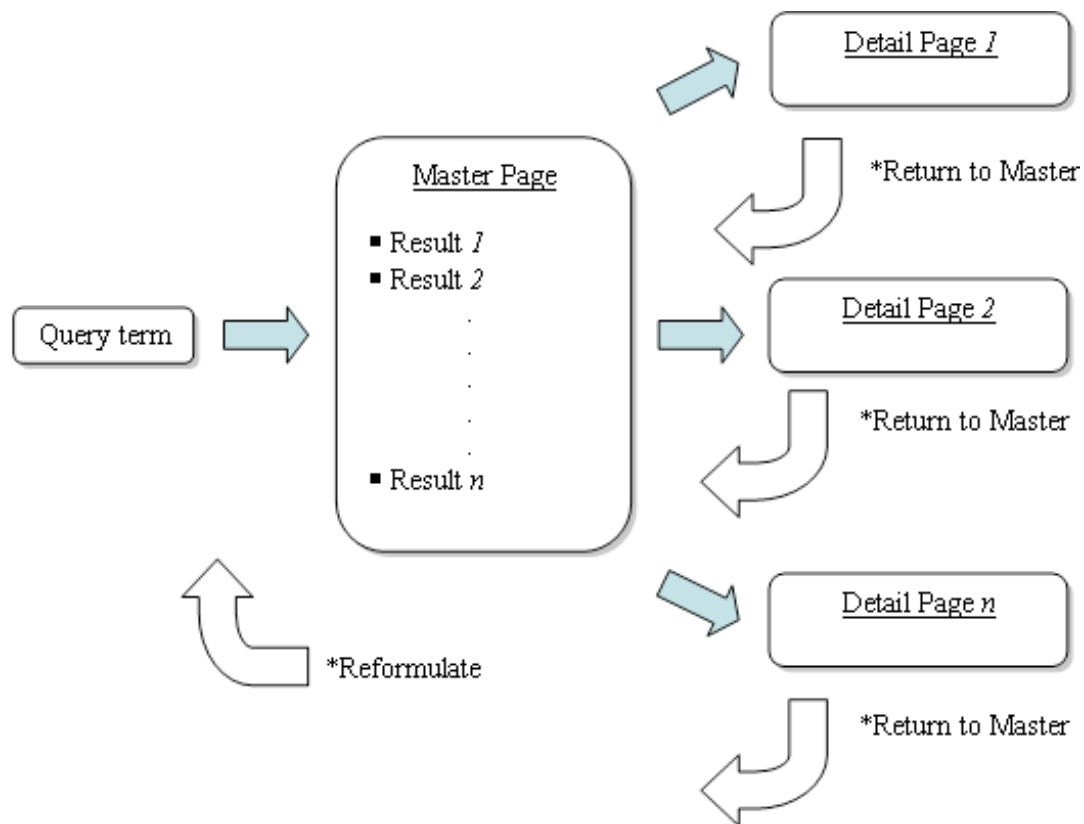 Detail Page 1
*Return to Master
Master Page
▪ Result 1
▪ Result 2
.
.
.
.
.
▪ Result n
Query term
Detail Page 2
*Return to Master
Detail Page n
*Reformulate
*Return to Master